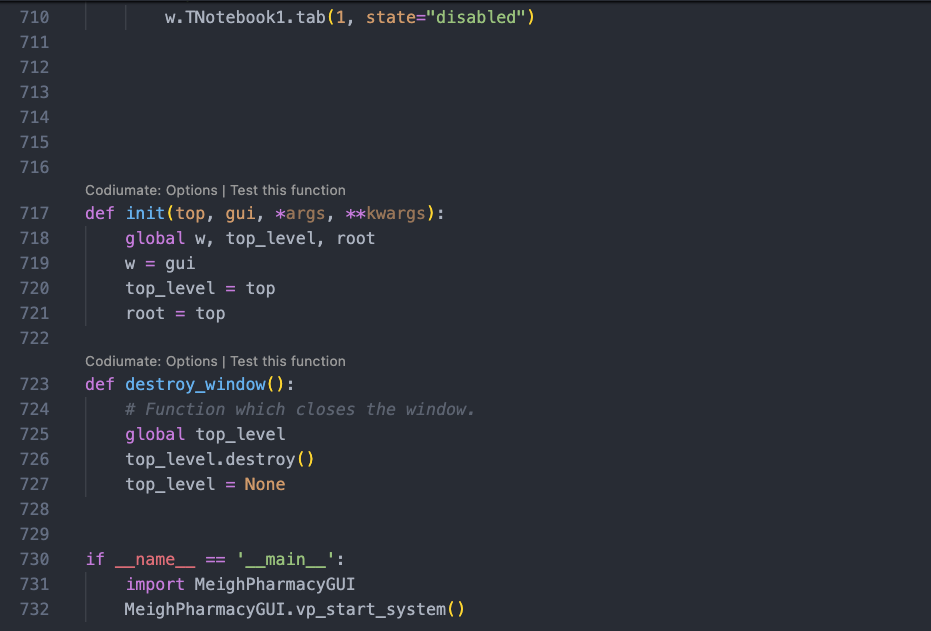 710 w.TNotebook1.tab(1, state="disabled")
711
712
713
714
715
716
Codiumate: Options | Test this function
717 def init(top, gui, *args, **kwargs):
718 global w, top_level, root
719 w = gui
720 top_level = top
721 root = top
722
Codiumate: Options | Test this function
723 def destroy_window():
724 # Function which closes the window.
725 global top_level
726 top_level.destroy()
727 top_level = None
728
729
730 if __name__ == '__main__':
731 import MeighPharmacyGUI
732 MeighPharmacyGUI.vp_start_system()